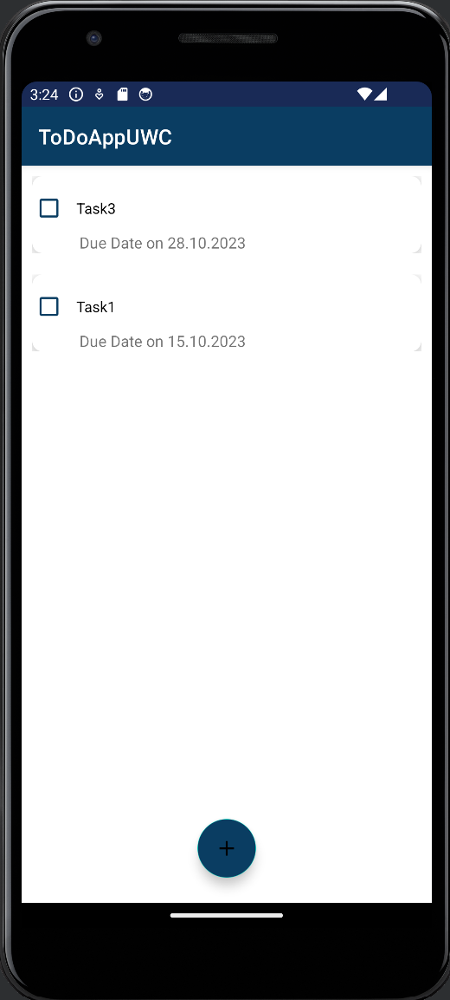 3:24
ToDoAppUWC
Task3
Due Date on 28.10.2023
Task1
Due Date on 15.10.2023
+